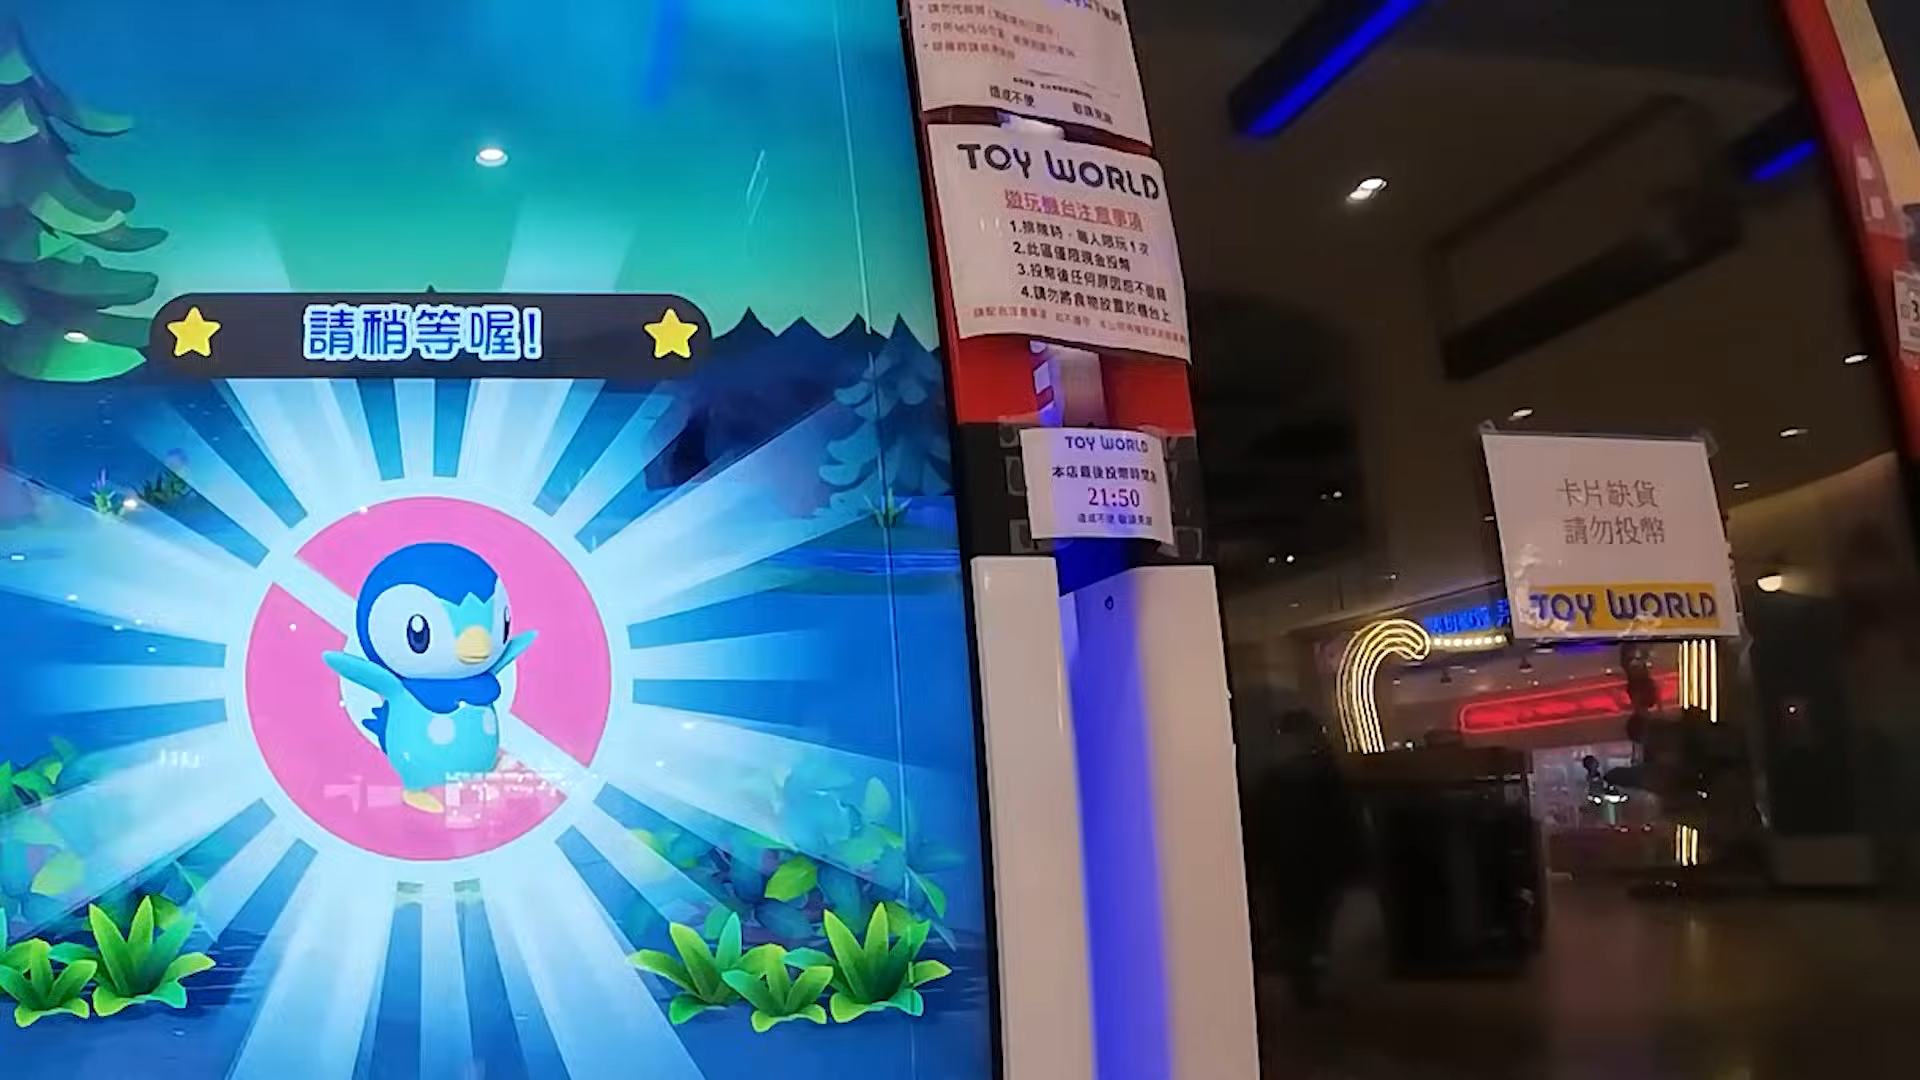 請稍等喔!
造成不便 敬請見諒
TOY WORLD
遊玩機台注意事項
1.排隊時,每人限玩1次
2.此區僅限現金投幣
3.投幣後任何原因恕不退錢
4.請勿將食物放置於機台上
TOY WORLD
本店最後投幣時間為
21:50
造成不便 敬請見諒
卡片缺貨
請勿投幣
TOY WORLD